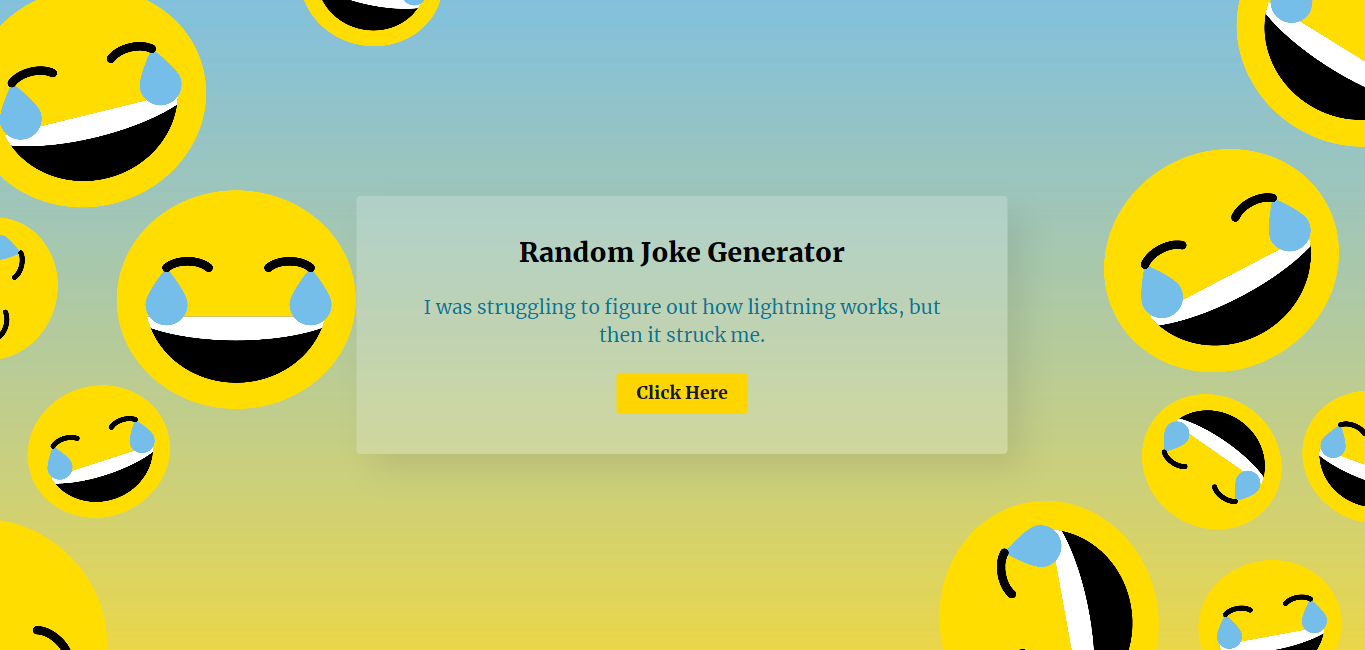 Random Joke Generator
I was struggling to figure out how lightning works, but
then it struck me.
Click Here